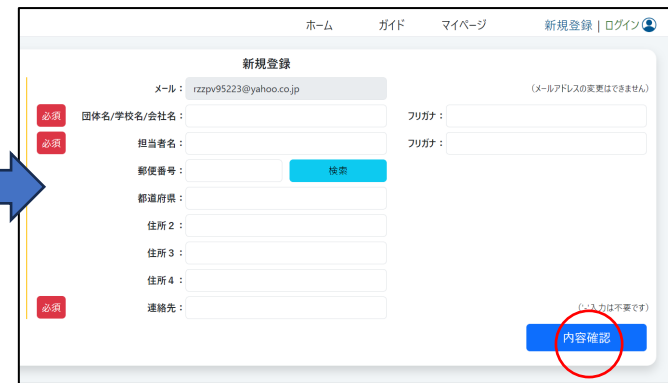 ホーム ガイド マイページ 新規登録 | ログイン
新規登録
メール： rzzpv95223@yahoo.co.jp (メールアドレスの変更はできません)
必須 団体名/学校名/会社名： フリガナ：
必須 担当者名： フリガナ：
郵便番号： 検索
都道府県：
住所２：
住所３：
住所４：
必須 連絡先： ('-'入力は不要です)
内容確認